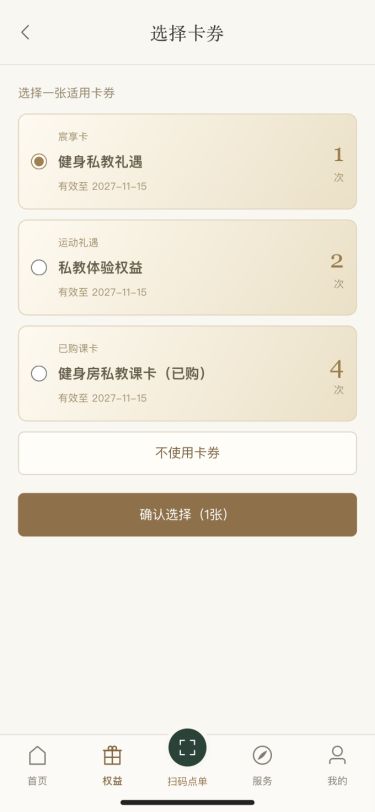 选择卡券
选择一张适用卡券
宸享卡
健身私教礼遇
有效至 2027-11-15
1
次
运动礼遇
私教体验权益
有效至 2027-11-15
2
次
已购课卡
健身房私教课卡（已购）
有效至 2027-11-15
4
次
不使用卡券
确认选择（1张）
首页
权益
扫码点单
服务
我的